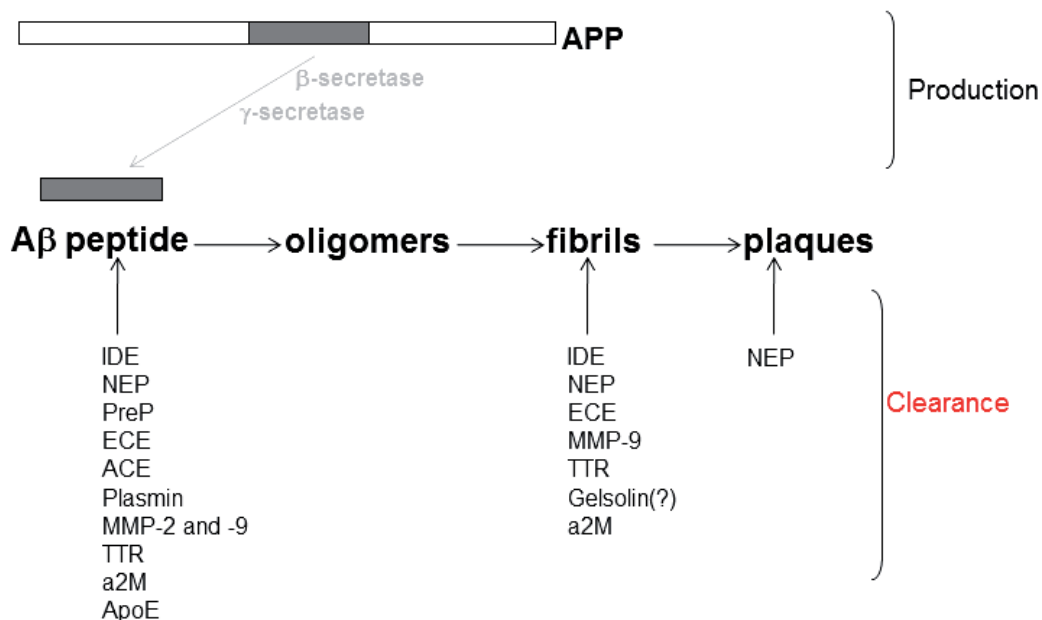 APP
β-secretase
γ-secretase
Production
Aβ peptide
oligomers
fibrils
plaques
IDE
NEP
PreP
ECE
ACE
Plasmin
MMP-2 and -9
TTR
a2M
ApoE
IDE
NEP
ECE
MMP-9
TTR
Gelsolin(?)
a2M
NEP
Clearance